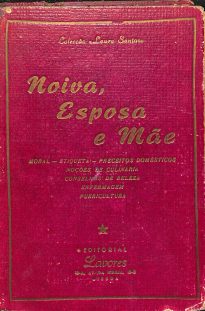 Colecção «Laura Santos»
Noiva,
Esposa
e Mãe
MORAL — ETIQUETA — PRECEITOS DOMÉSTICOS
NOÇÕES DE CULINÁRIA
CONSELHOS DE BELEZA
ENFERMAGEM
PUERICULTURA
EDITORIAL
Lavores
LISBOA